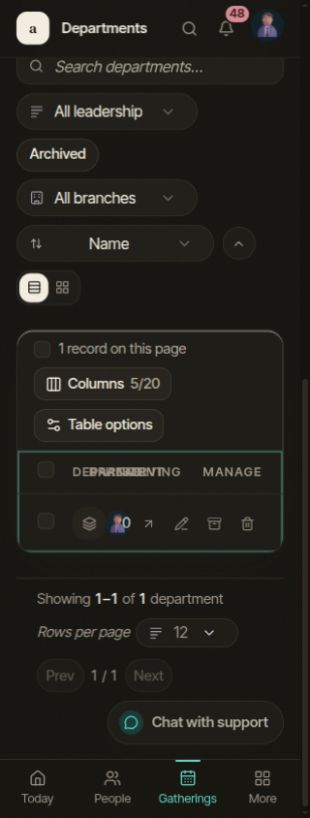 a Departments 48
Search departments...
All leadership
Archived
All branches
Name
1 record on this page
Columns 5/20
Table options
MANAGE
0
Showing 1–1 of 1 department
Rows per page 12
Prev 1 / 1 Next
Chat with support
Today People Gatherings More